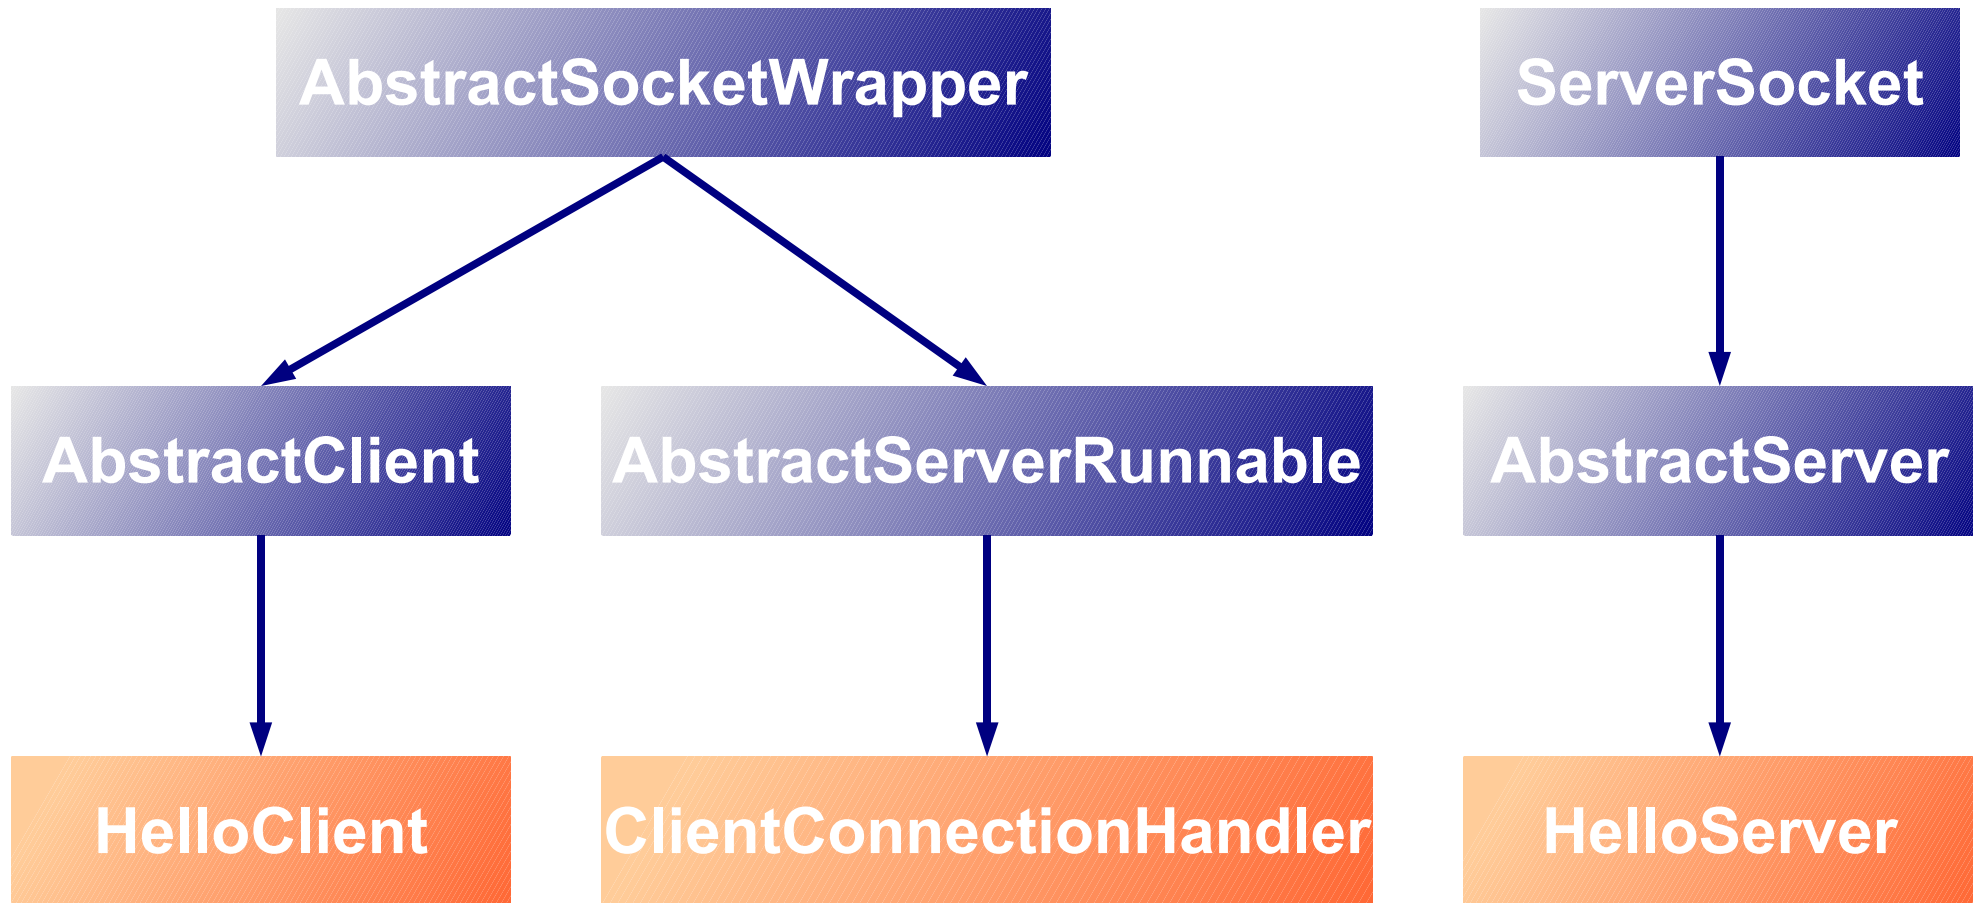 AbstractSocketWrapper
ServerSocket
AbstractClient
AbstractServerRunnable
AbstractServer
HelloClient
ClientConnectionHandler
HelloServer